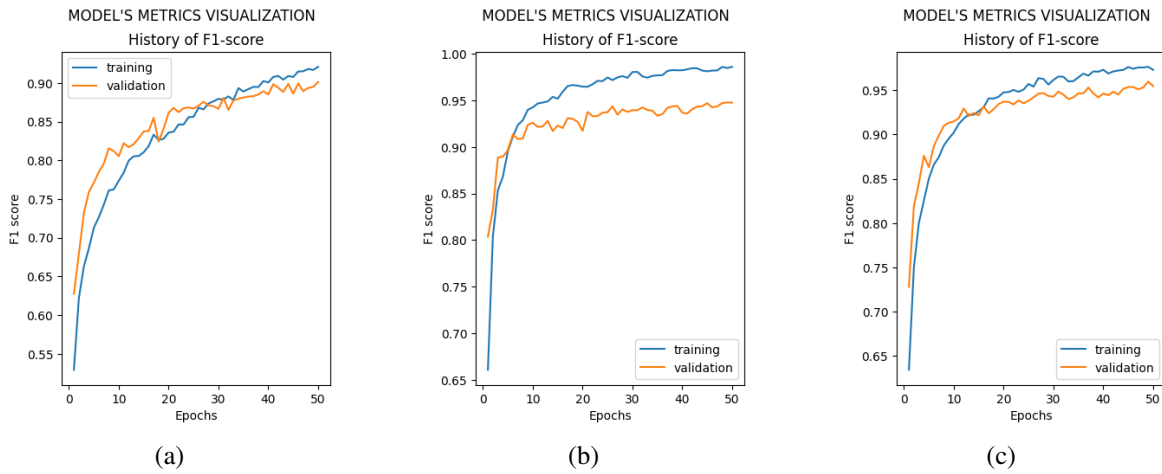 MODEL'S METRICS VISUALIZATION
History of F1-score
0.90
0.85
0.80
0.75
0.70
0.65
0.60
0.55
F1 score
training
validation
0 10 20 30 40 50
Epochs
(a)
MODEL'S METRICS VISUALIZATION
History of F1-score
1.00
0.95
0.90
0.85
0.80
0.75
0.70
0.65
F1 score
training
validation
0 10 20 30 40 50
Epochs
(b)
MODEL'S METRICS VISUALIZATION
History of F1-score
0.95
0.90
0.85
0.80
0.75
0.70
0.65
F1 score
training
validation
0 10 20 30 40 50
Epochs
(c)